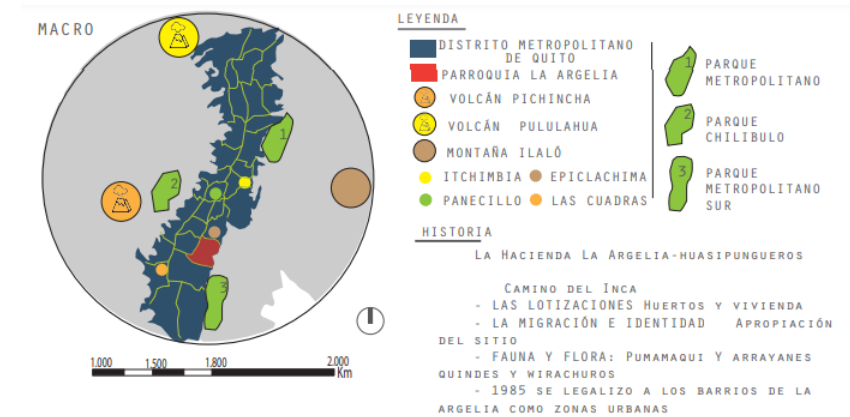 MACRO
1
2
3
1.000
1.500
1.800
2.000
Km
LEYENDA
DISTRITO METROPOLITANO
DE QUITO
PARROQUIA LA ARGELIA
VOLCÁN PICHINCHA
VOLCÁN PULULAHUA
MONTAÑA ILALÓ
ITCHIMBIA
EPICLACHIMA
PANECILLO
LAS CUADRAS
1
PARQUE
METROPOLITANO
2
PARQUE
CHILIBULO
3
PARQUE
METROPOLITANO
SUR
HISTORIA
La Hacienda La Argelia-huasipungueros
Camino del Inca
- LAS LOTIZACIONES Huertos y vivienda
- LA MIGRACIÓN E IDENTIDAD Apropiación
DEL SITIO
- FAUNA Y FLORA: Pumamaqui Y arrayanes
QUINDES Y WIRACHUROS
- 1985 SE LEGALIZO A LOS BARRIOS DE LA
ARGELIA COMO ZONAS URBANAS